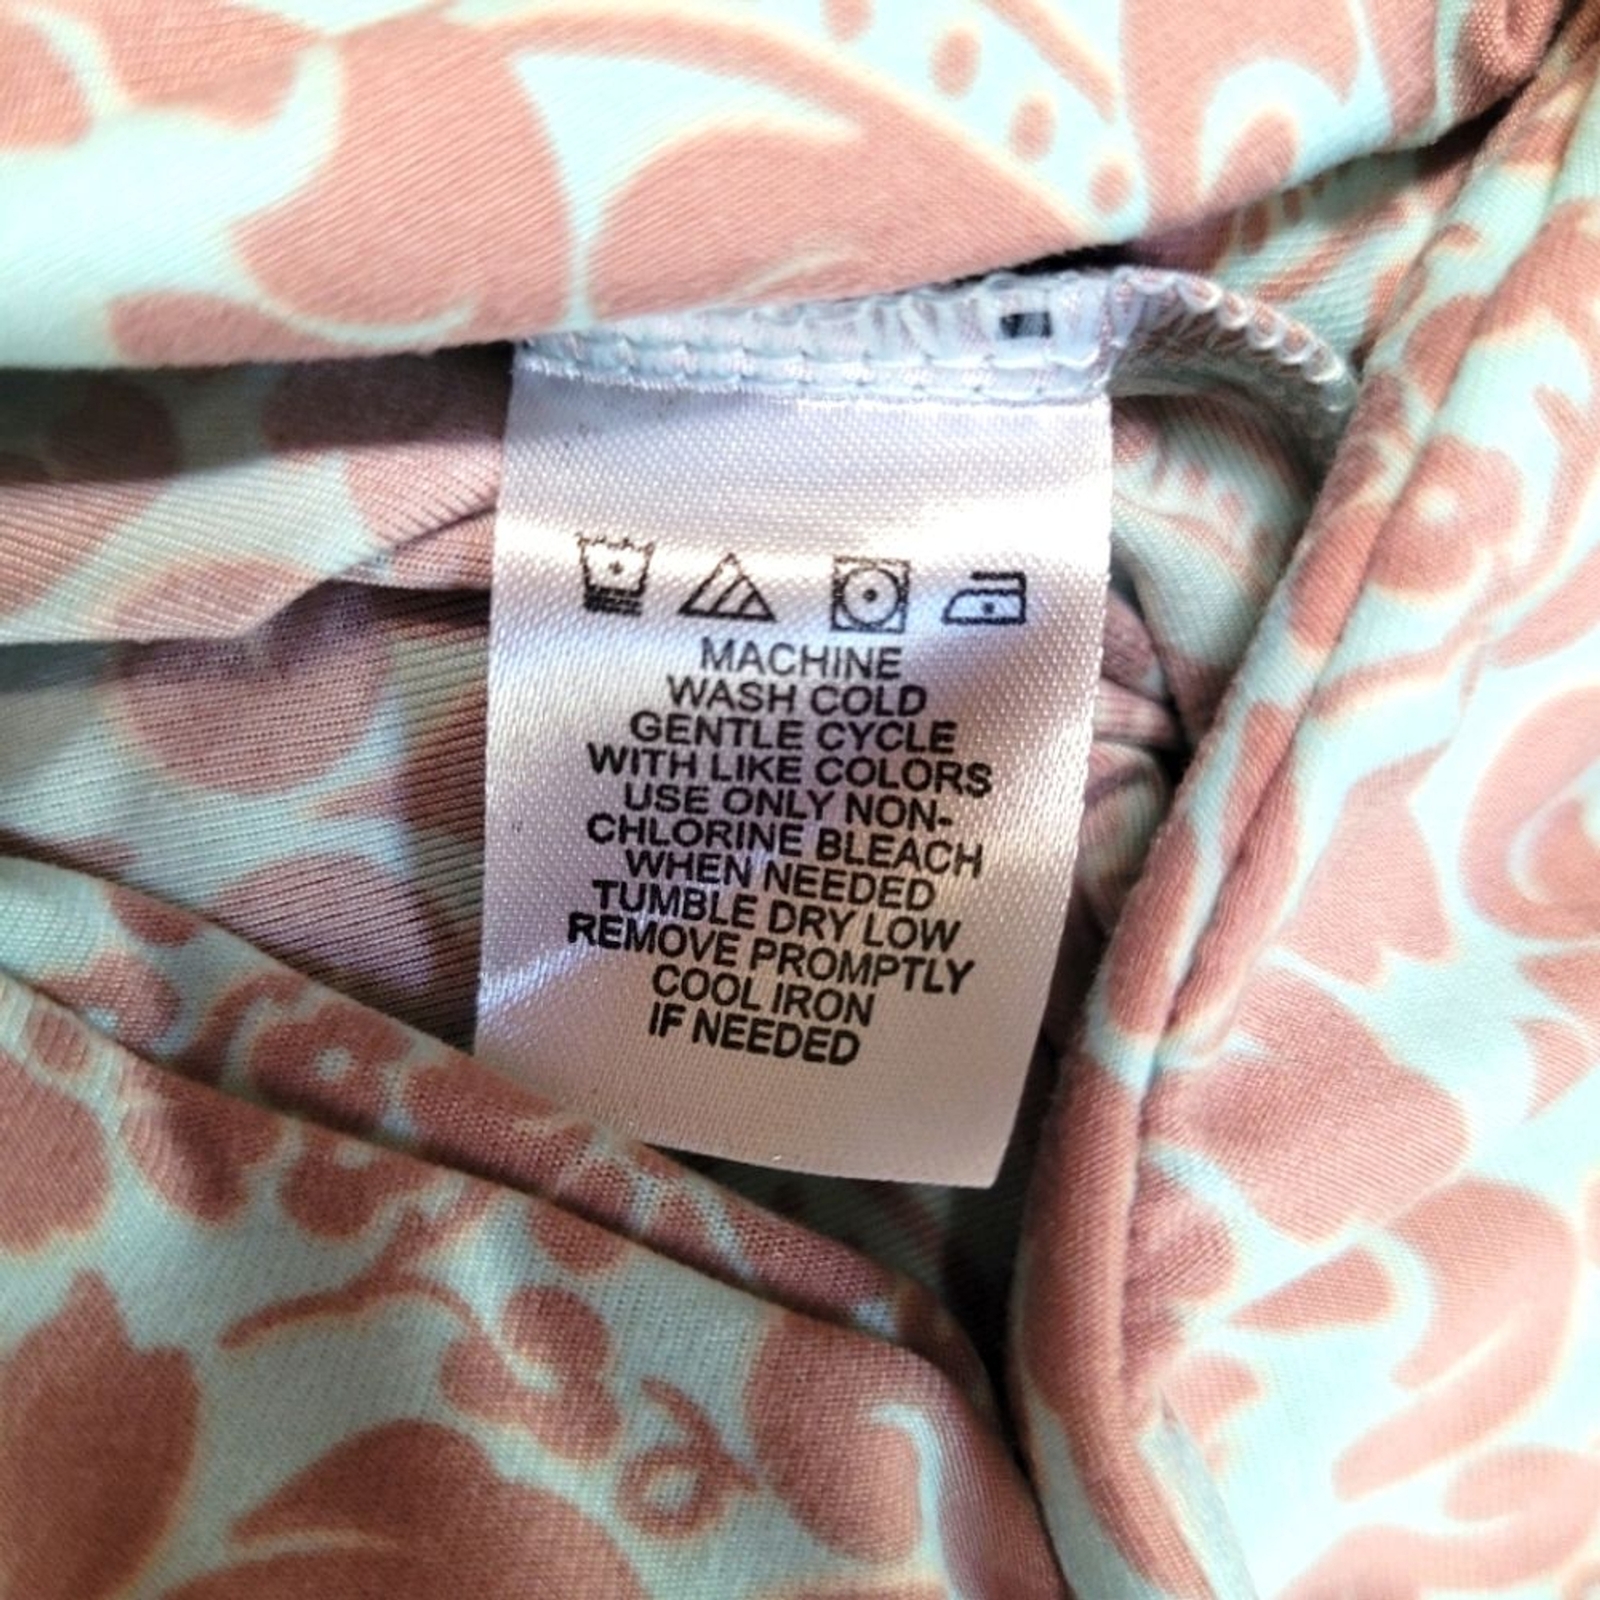 MACHINE
WASH COLD
GENTLE CYCLE
WITH LIKE COLORS
USE ONLY NON-
CHLORINE BLEACH
WHEN NEEDED
TUMBLE DRY LOW
REMOVE PROMPTLY
COOL IRON
IF NEEDED